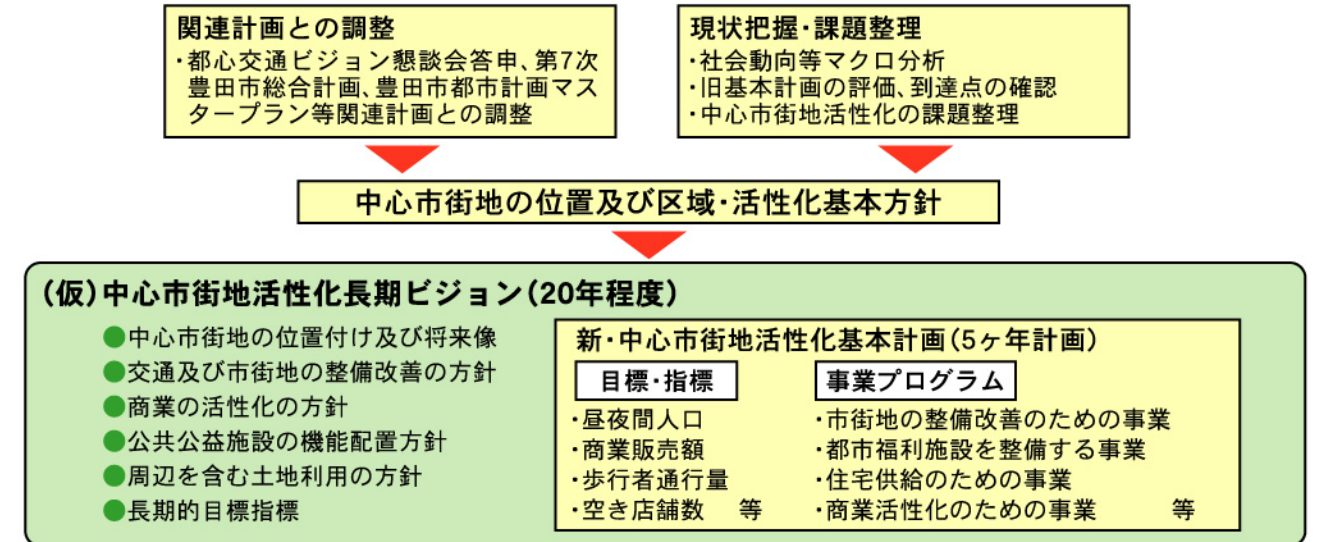 関連計画との調整
・都心交通ビジョン懇談会答申、第7次
豊田市総合計画、豊田市都市計画マス
タープラン等関連計画との調整
現状把握・課題整理
・社会動向等マクロ分析
・旧基本計画の評価、到達点の確認
・中心市街地活性化の課題整理
中心市街地の位置及び区域・活性化基本方針
(仮)中心市街地活性化長期ビジョン(20年程度)
●中心市街地の位置付け及び将来像
●交通及び市街地の整備改善の方針
●商業の活性化の方針
●公共公益施設の機能配置方針
●周辺を含む土地利用の方針
●長期的目標指標
新・中心市街地活性化基本計画(5ヶ年計画)
目標・指標
・昼夜間人口
・商業販売額
・歩行者通行量
・空き店舗数 等
事業プログラム
・市街地の整備改善のための事業
・都市福利施設を整備する事業
・住宅供給のための事業
・商業活性化のための事業 等